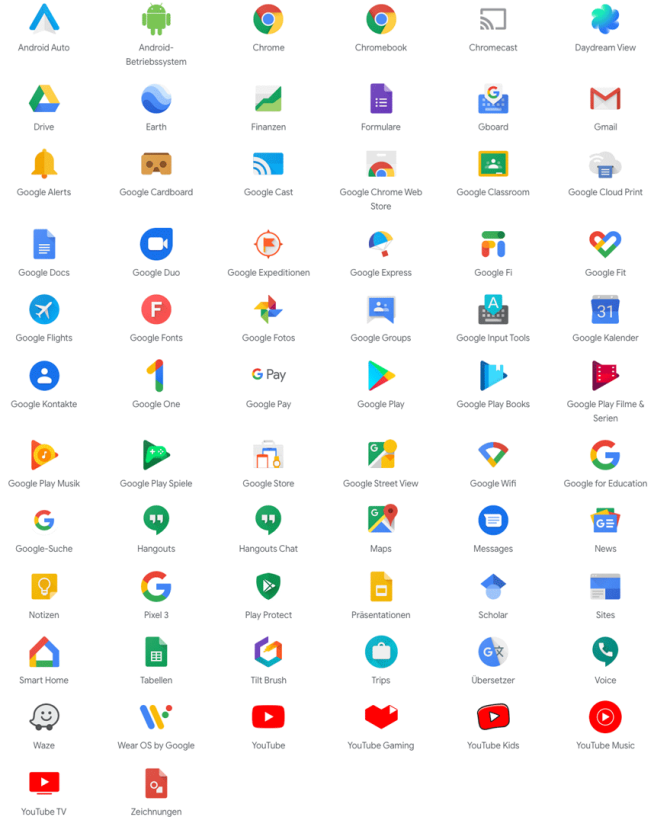 Android Auto
Android-
Betriebssystem
Chrome
Chromebook
Chromecast
Daydream View
Drive
Earth
Finanzen
Formulare
G
Gboard
Gmail
Google Alerts
Google Cardboard
Google Cast
Google Chrome Web
Store
Google Classroom
Google Cloud Print
Google Docs
Google Duo
Google Expeditionen
Google Express
Fi
Google Fi
Google Fit
Google Flights
F
Google Fonts
Google Fotos
Google Groups
A
Google Input Tools
31
Google Kalender
Google Kontakte
1
Google One
G Pay
Google Pay
Google Play
Google Play Books
Google Play Filme &
Serien
Google Play Musik
Google Play Spiele
Google Store
G
Google Street View
Google Wifi
G
Google for Education
G
Google-Suche
Hangouts
Hangouts Chat
G
Maps
Messages
G
News
Notizen
G
Pixel 3
Play Protect
Präsentationen
Scholar
Sites
Smart Home
Tabellen
Tilt Brush
Trips
G文
Übersetzer
Voice
Waze
Wear OS by Google
YouTube
YouTube Gaming
YouTube Kids
YouTube Music
YouTube TV
Zeichnungen